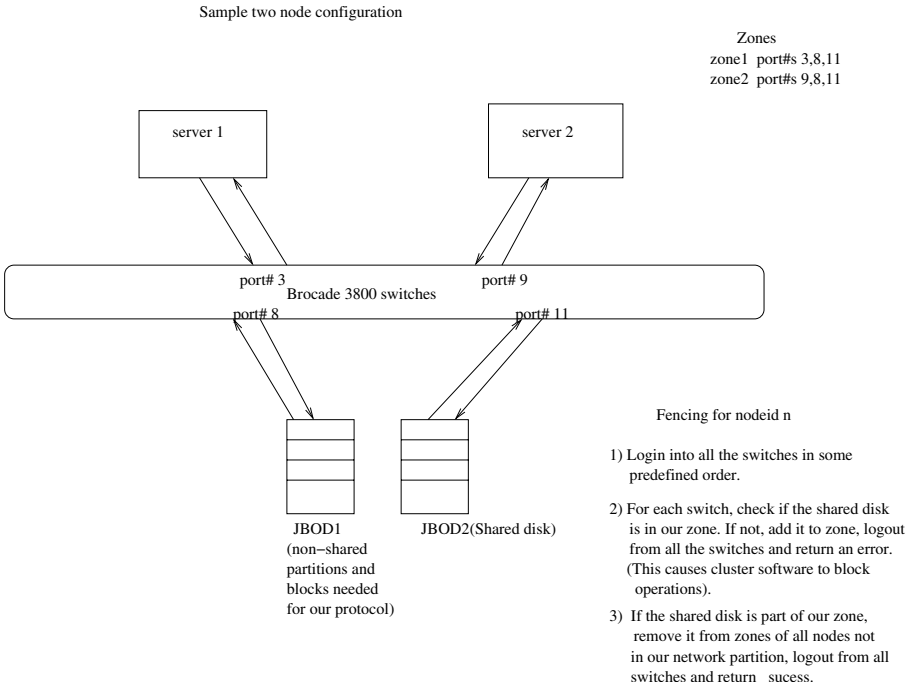 Sample two node configuration
Zones
zone1 port#s 3,8,11
zone2 port#s 9,8,11
server 1
server 2
port# 3
port# 9
Brocade 3800 switches
port# 8
port# 11
JBOD1
(non−shared
partitions and
blocks needed
for our protocol)
JBOD2(Shared disk)
Fencing for nodeid n
1) Login into all the switches in some
predefined order.
2) For each switch, check if the shared disk
is in our zone. If not, add it to zone, logout
from all the switches and return an error.
(This causes cluster software to block
operations).
3) If the shared disk is part of our zone,
remove it from zones of all nodes not
in our network partition, logout from all
switches and return sucess.